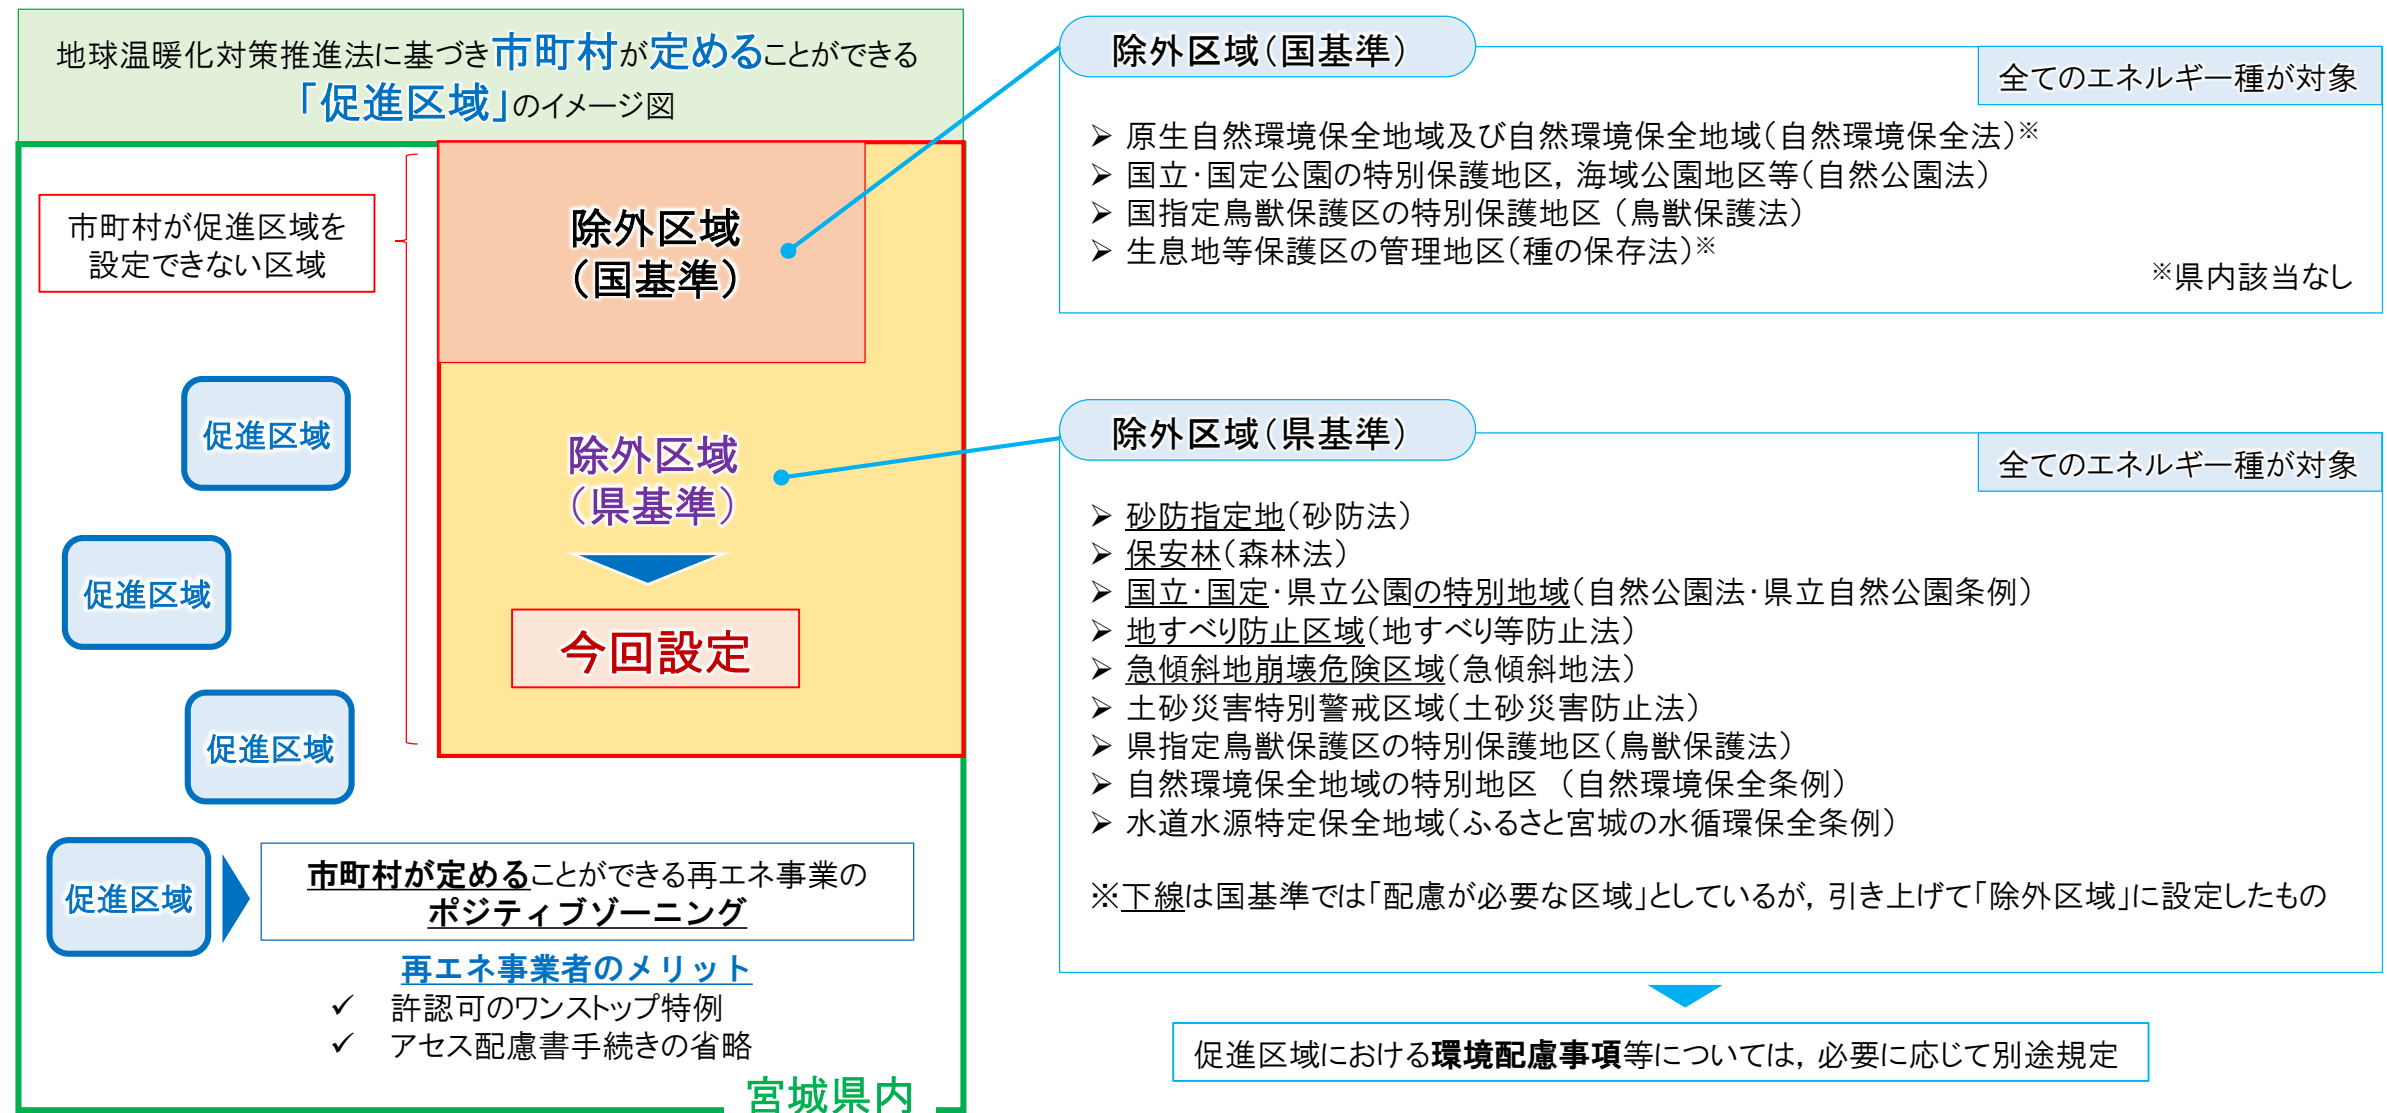 地球温暖化対策推進法に基づき市町村が定めることができる
「促進区域」のイメージ図
市町村が促進区域を
設定できない区域
除外区域
（国基準）
除外区域
（県基準）
今回設定
促進区域
促進区域
促進区域
促進区域
市町村が定めることができる再エネ事業の
ポジティブゾーニング
再エネ事業者のメリット
✓ 許認可のワンストップ特例
✓ アセス配慮書手続きの省略
宮城県内
除外区域（国基準）
全てのエネルギー種が対象
➢ 原生自然環境保全地域及び自然環境保全地域（自然環境保全法）※
➢ 国立・国定公園の特別保護地区，海域公園地区等（自然公園法）
➢ 国指定鳥獣保護区の特別保護地区（鳥獣保護法）
➢ 生息地等保護区の管理地区（種の保存法）※
※県内該当なし
除外区域（県基準）
全てのエネルギー種が対象
➢ 砂防指定地（砂防法）
➢ 保安林（森林法）
➢ 国立・国定・県立公園の特別地域（自然公園法・県立自然公園条例）
➢ 地すべり防止区域（地すべり等防止法）
➢ 急傾斜地崩壊危険区域（急傾斜地法）
➢ 土砂災害特別警戒区域（土砂災害防止法）
➢ 県指定鳥獣保護区の特別保護地区（鳥獣保護法）
➢ 自然環境保全地域の特別地区 （自然環境保全条例）
➢ 水道水源特定保全地域（ふるさと宮城の水循環保全条例）
※下線は国基準では「配慮が必要な区域」としているが，引き上げて「除外区域」に設定したもの
促進区域における環境配慮事項等については，必要に応じて別途規定